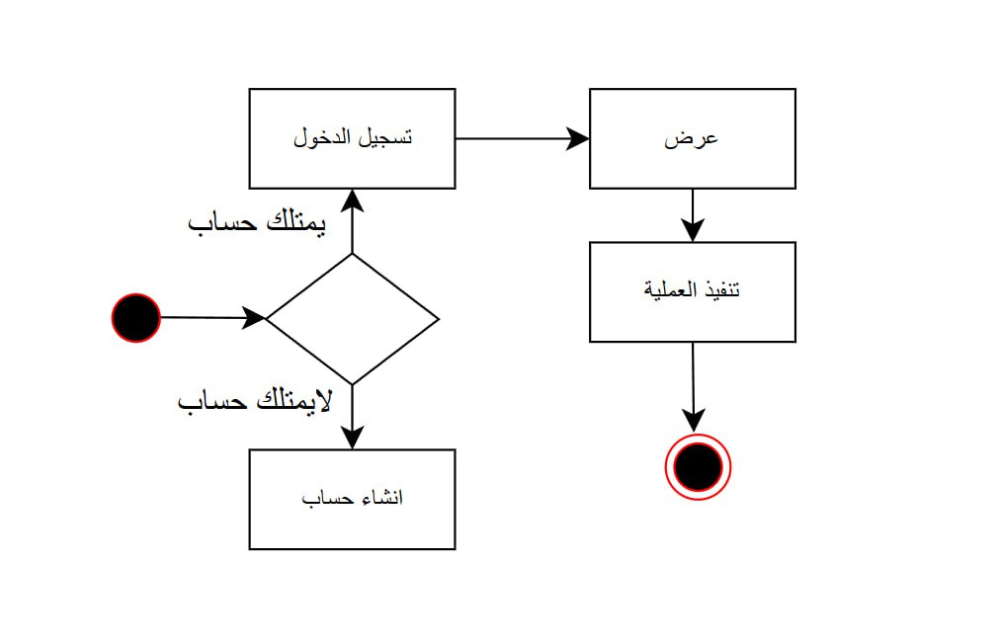 تسجيل الدخول
عرض
يمتلك حساب
تنفيذ العملية
لايمتلك حساب
انشاء حساب